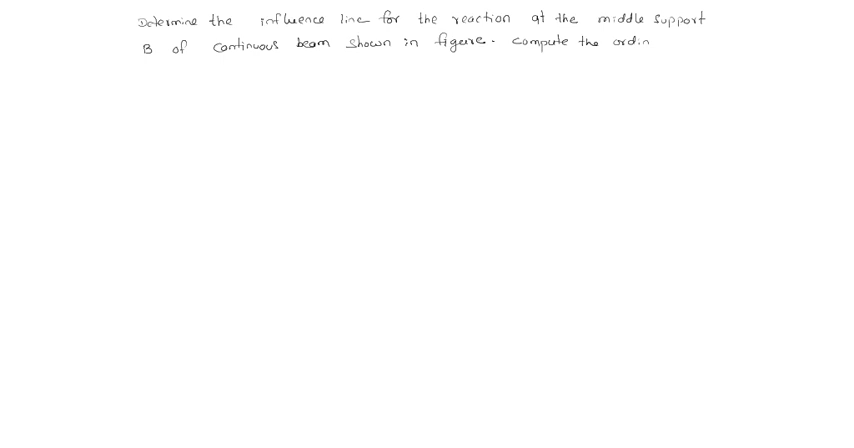 Determine the influence line for the reaction at the middle support
B of continuous beam shown in figure. compute the ordin